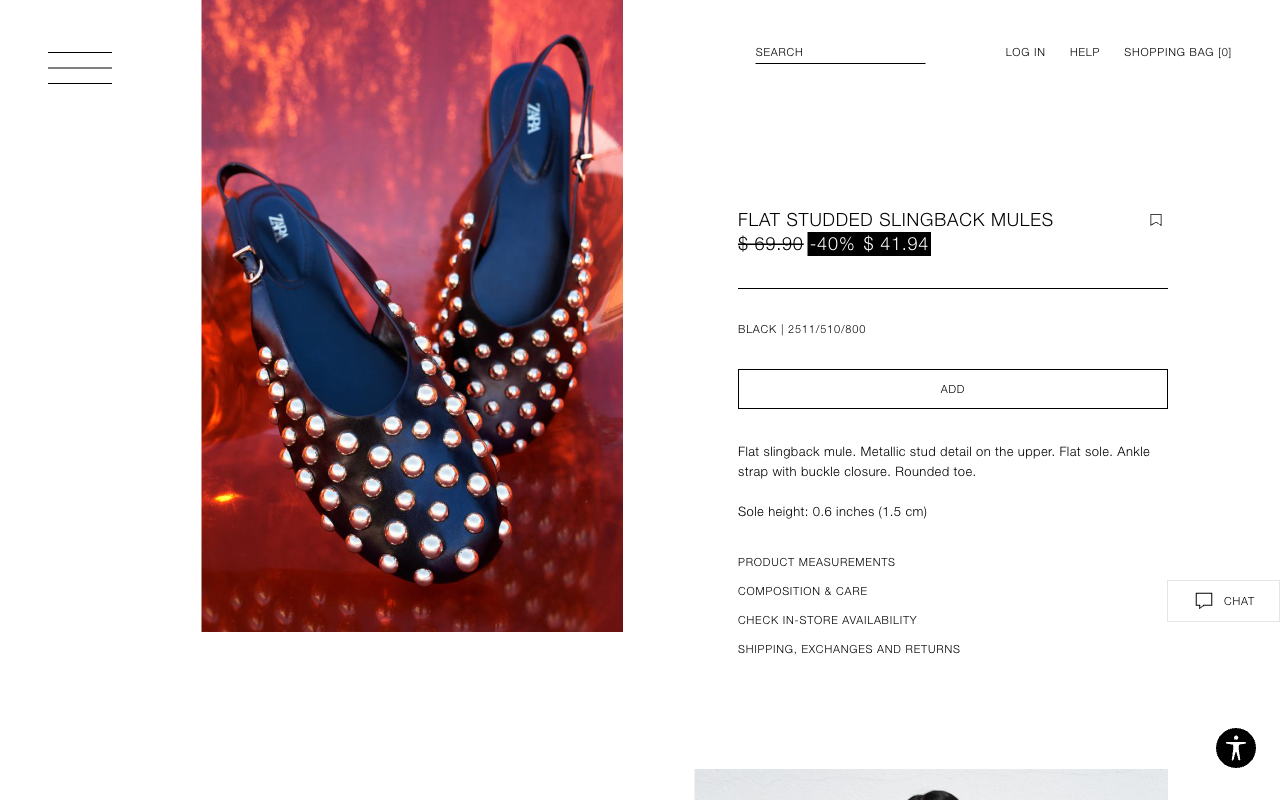 SEARCH
LOG IN
HELP
SHOPPING BAG [0]
ZARA
ZARA
FLAT STUDDED SLINGBACK MULES
$ 69.90 -40% $ 41.94
BLACK | 2511/510/800
ADD
Flat slingback mule. Metallic stud detail on the upper. Flat sole. Ankle
strap with buckle closure. Rounded toe.
Sole height: 0.6 inches (1.5 cm)
PRODUCT MEASUREMENTS
COMPOSITION & CARE
CHECK IN-STORE AVAILABILITY
SHIPPING, EXCHANGES AND RETURNS
CHAT